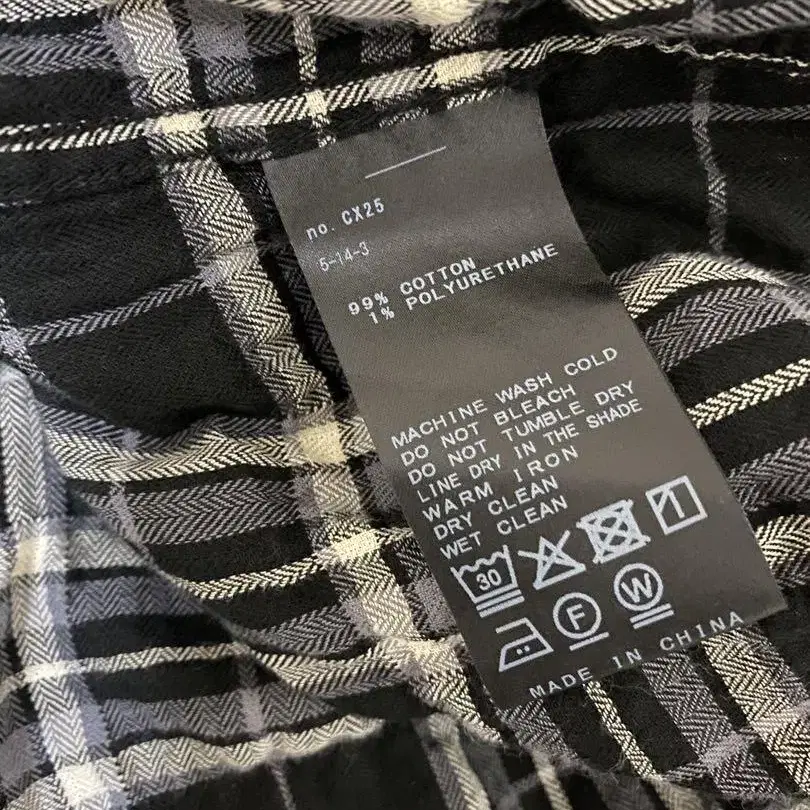 no. CX25
5-14-3
99% COTTON
1% POLYURETHANE
MACHINE WASH COLD
DO NOT BLEACH
DO NOT TUMBLE DRY
LINE DRY IN THE SHADE
WARM IRON
DRY CLEAN
WET CLEAN
30
F W
MADE IN CHINA